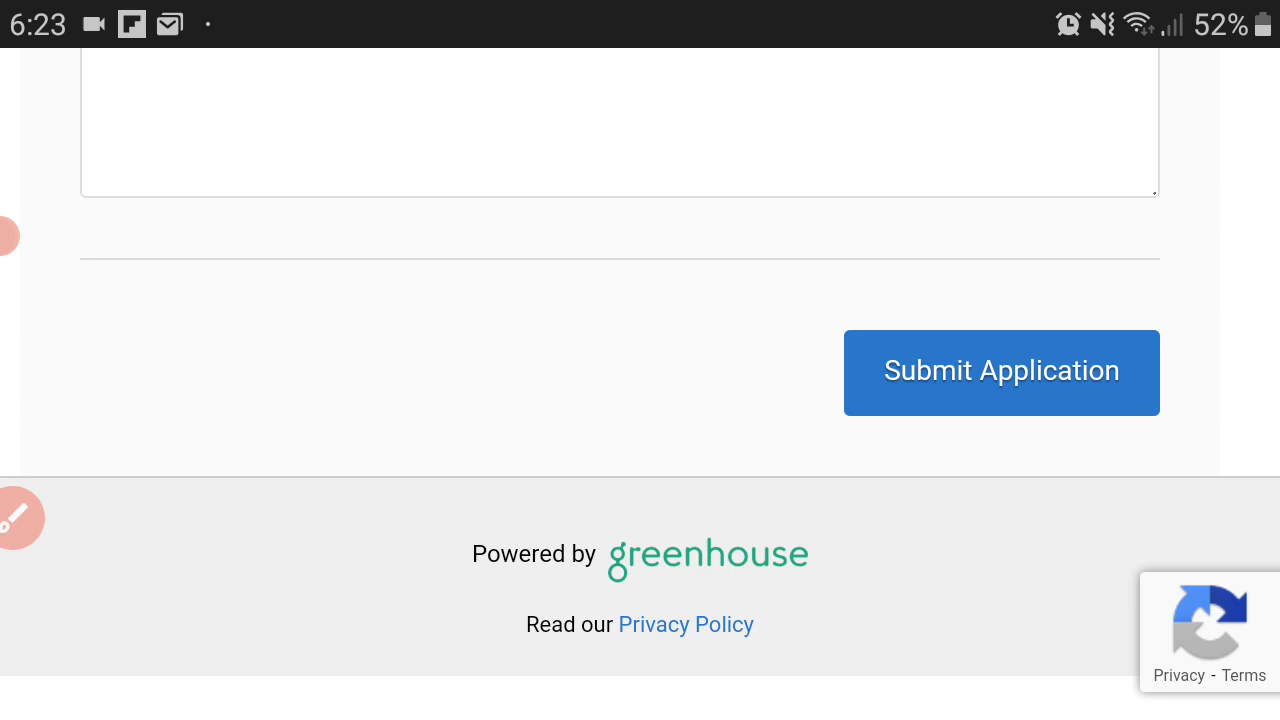 6:23 52%
Submit Application
Powered by greenhouse
Read our Privacy Policy
Privacy - Terms